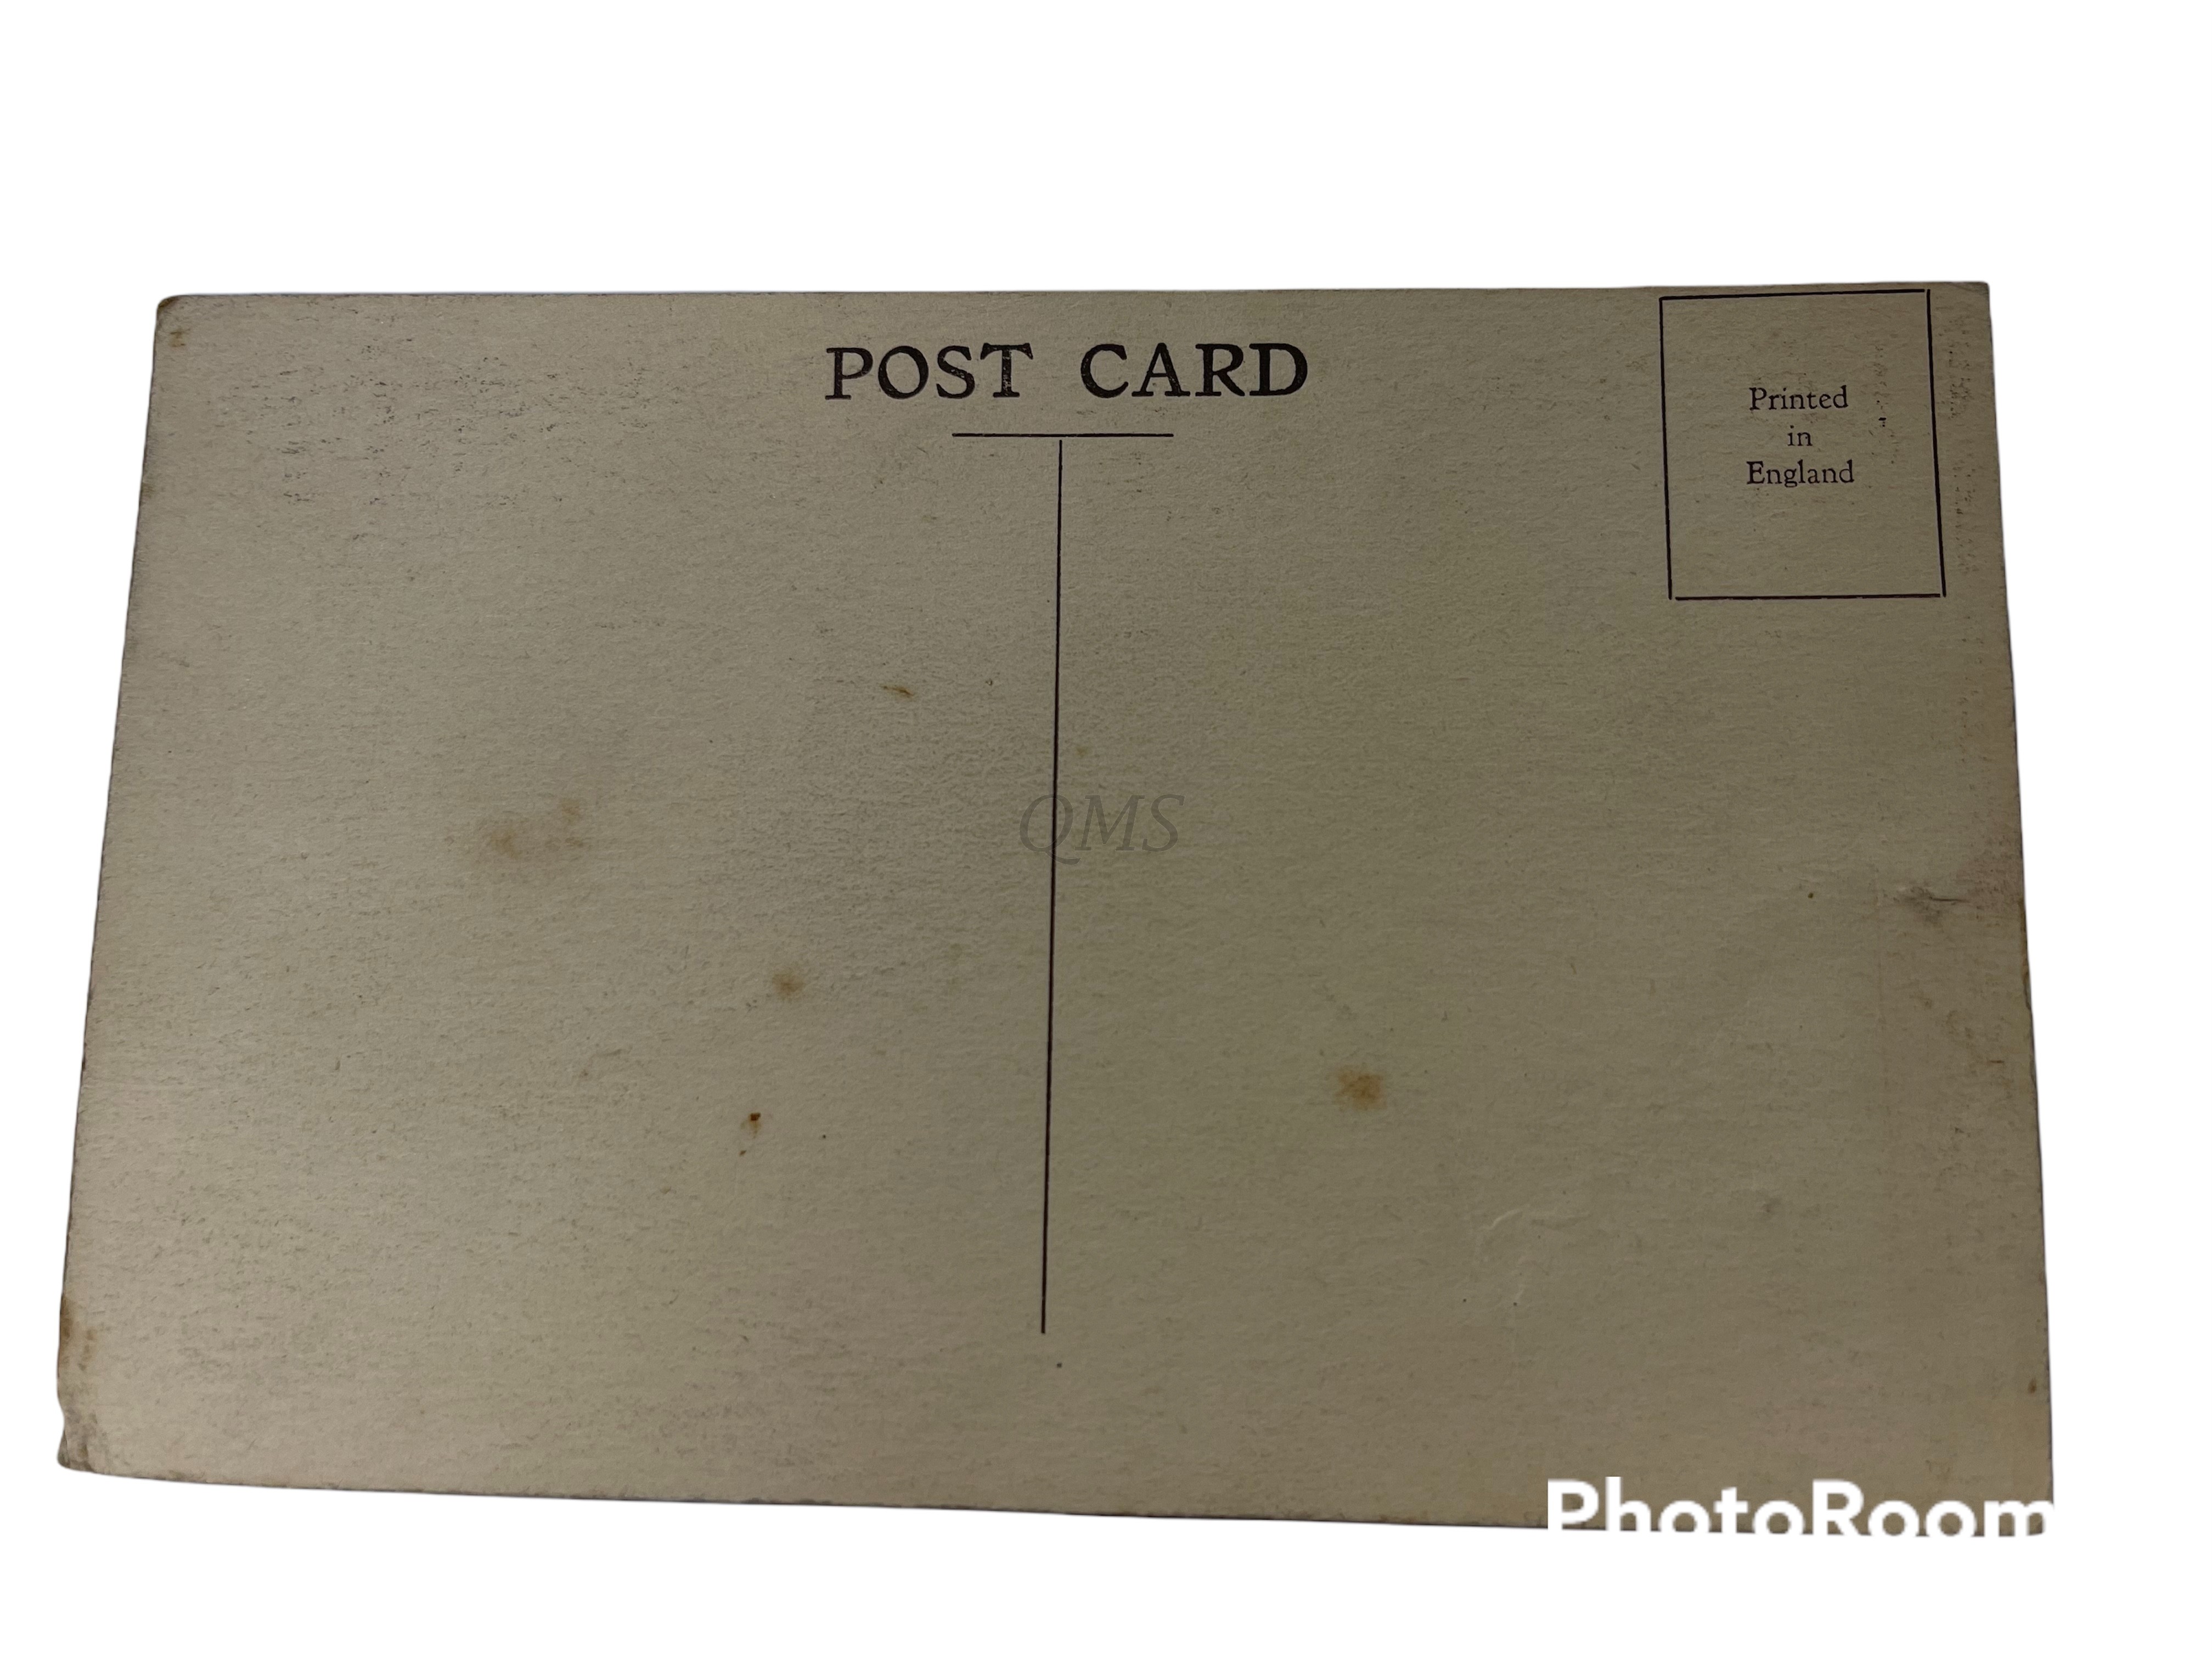 POST CARD
Printed
in
England
QMS
PhotoRoom